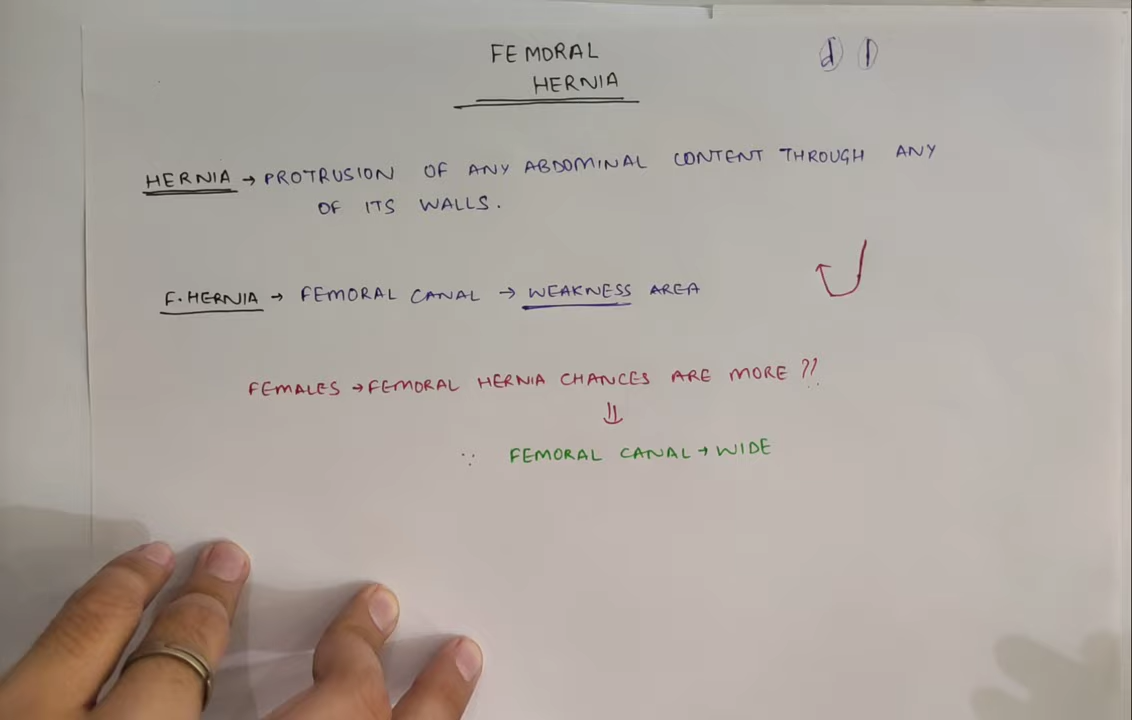 FEMORAL
HERNIA
HERNIA → PROTRUSION OF ANY ABDOMINAL CONTENT THROUGH ANY
OF ITS WALLS.
F. HERNIA → FEMORAL CANAL → WEAKNESS AREA
FEMALES → FEMORAL HERNIA CHANCES ARE MORE ??
⇓
∵ FEMORAL CANAL → WIDE